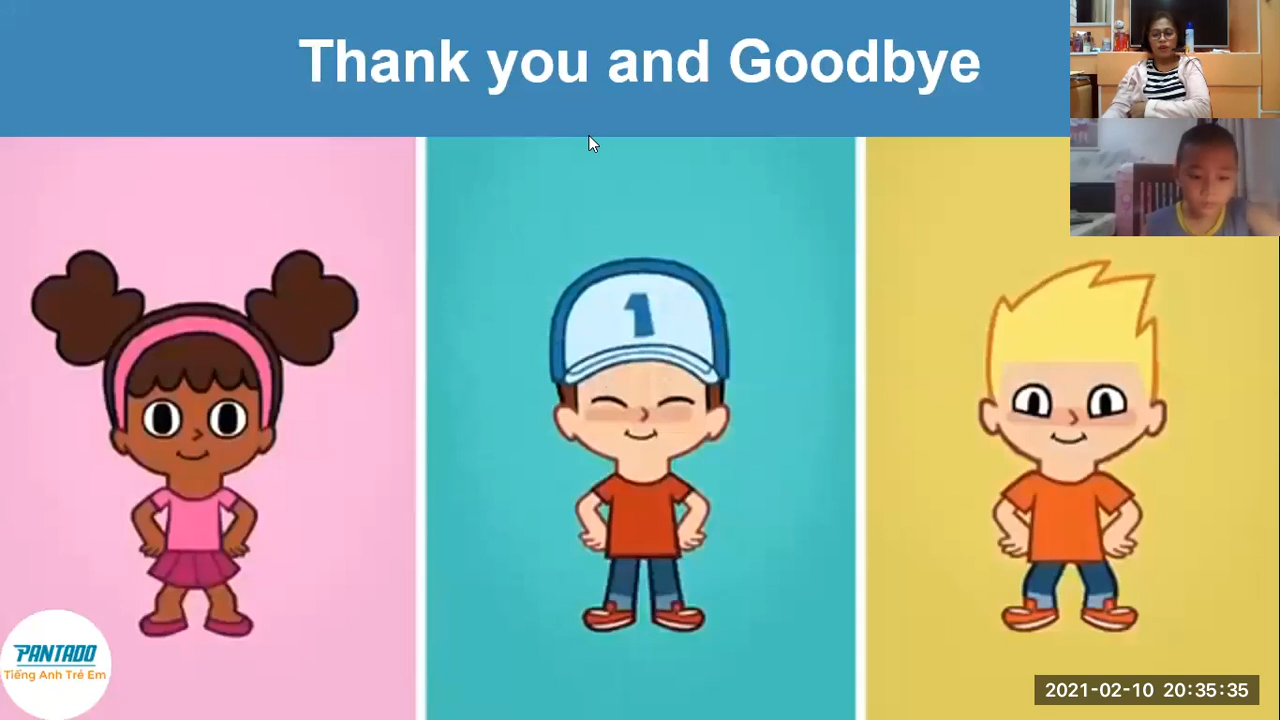 Thank you and Goodbye
1
PANTADO
Tiếng Anh Trẻ Em
2021-02-10 20:35:35